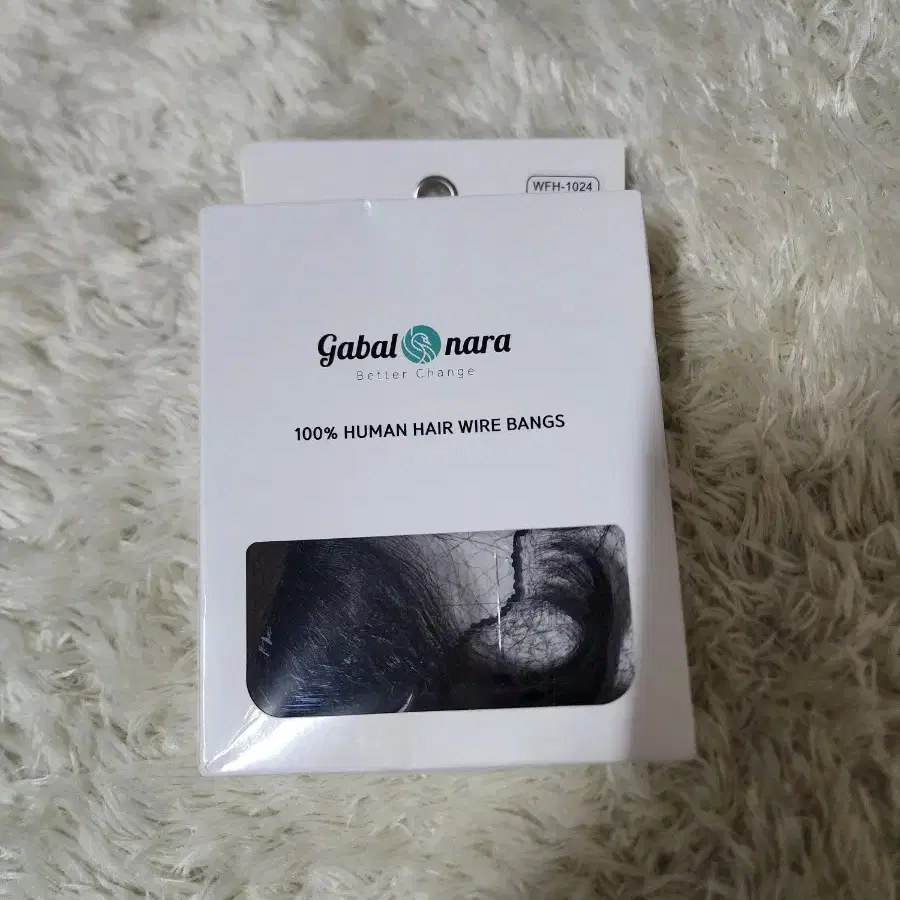 WFH-1024
Gabal nara
Better Change
100% HUMAN HAIR WIRE BANGS